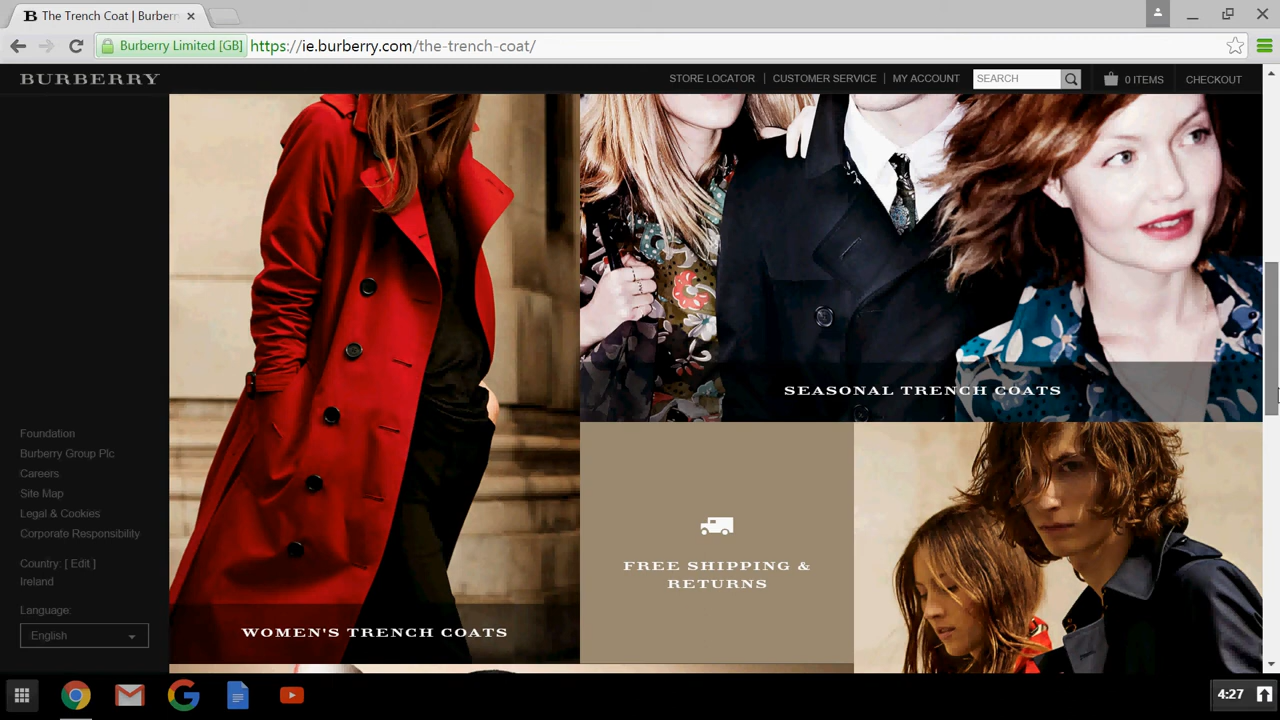 The Trench Coat | Burberr
Burberry Limited [GB]
https://ie.burberry.com/the-trench-coat/
BURBERRY
STORE LOCATOR | CUSTOMER SERVICE | MY ACCOUNT
SEARCH
0 ITEMS
CHECKOUT
SEASONAL TRENCH COATS
Foundation
Burberry Group Plc
Careers
Site Map
Legal & Cookies
Corporate Responsibility
Country: [ Edit ]
Ireland
Language:
English
FREE SHIPPING &
RETURNS
WOMEN'S TRENCH COATS
4:27